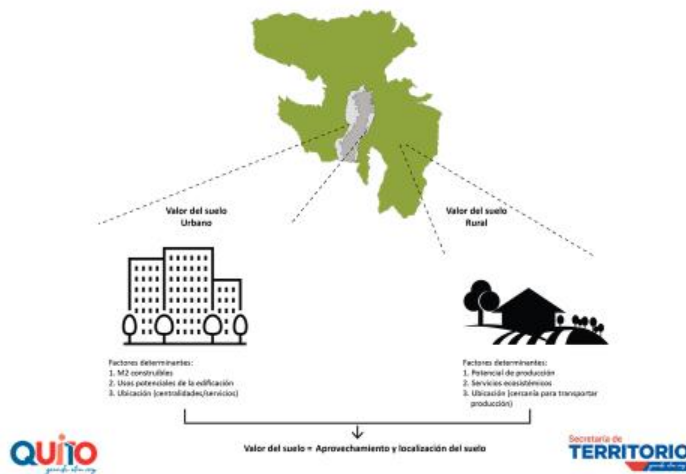 Valor del suelo
Urbano
Valor del suelo
Rural
Factores determinantes:
1. M2 construibles
2. Usos potenciales de la edificación
3. Ubicación (centralidades/servicios)
Factores determinantes:
1. Potencial de producción
2. Servicios ecosistémicos
3. Ubicación (cercanía para transportar
producción)
Valor del suelo = Aprovechamiento y localización del suelo
QUITO
Secretaría de
TERRITORIO